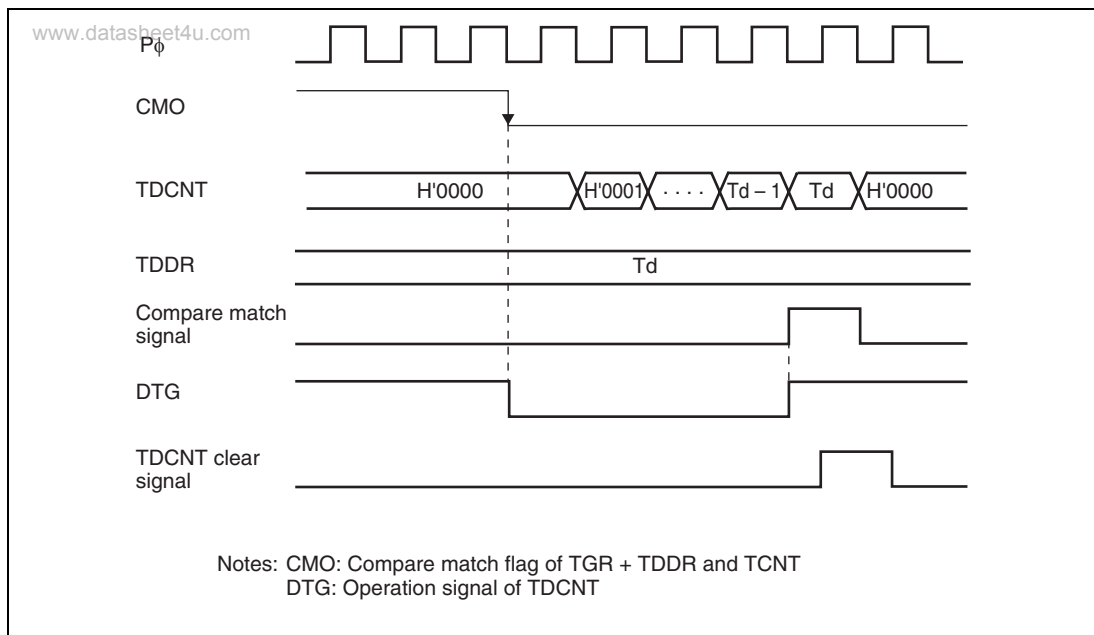 www.datasheet4u.com
Pϕ
CMO
TDCNT
H'0000
H'0001
· · · ·
Td – 1
Td
H'0000
TDDR
Td
Compare match
signal
DTG
TDCNT clear
signal
Notes: CMO: Compare match flag of TGR + TDDR and TCNT
DTG: Operation signal of TDCNT